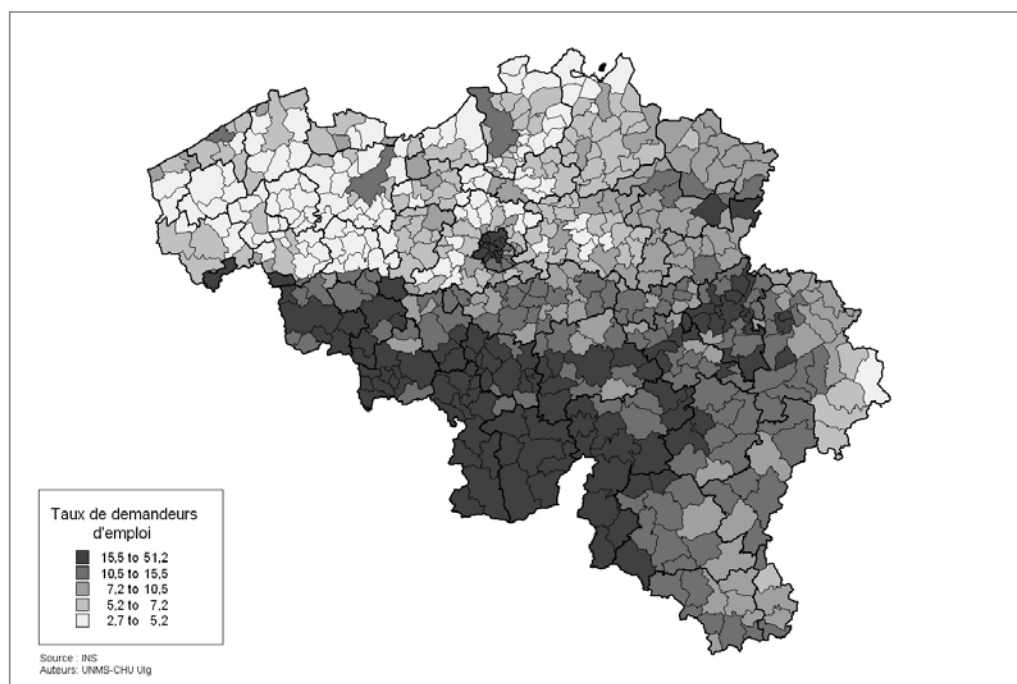 Taux de demandeurs
d'emploi
15,5 to 51,2
10,5 to 15,5
7,2 to 10,5
5,2 to 7,2
2,7 to 5,2
Source : INS
Auteurs: UNMS-CHU Ulg